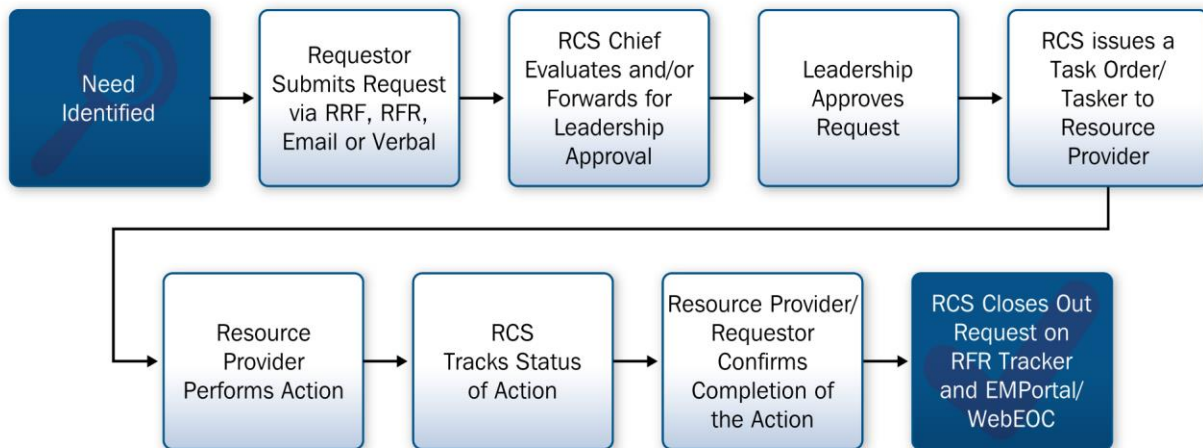 Need
Identified
Requestor
Submits Request
via RRF, RFR,
Email or Verbal
RCS Chief
Evaluates and/or
Forwards for
Leadership
Approval
Leadership
Approves
Request
RCS issues a
Task Order/
Tasker to
Resource
Provider
Resource
Provider
Performs Action
RCS
Tracks Status
of Action
Resource Provider/
Requestor
Confirms
Completion of
the Action
RCS Closes Out
Request on
RFR Tracker
and EMPortal/
WebEOC